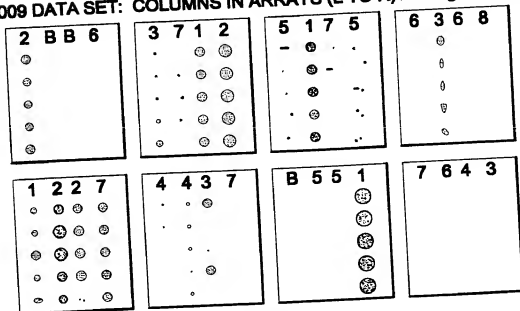 009 DATA SET: COLUMNS IN ARRAYS (L TO R)
2 B B 6
3 7 1 2
5 1 7 5
6 3 6 8
1 2 2 7
4 4 3 7
B 5 5 1
7 6 4 3